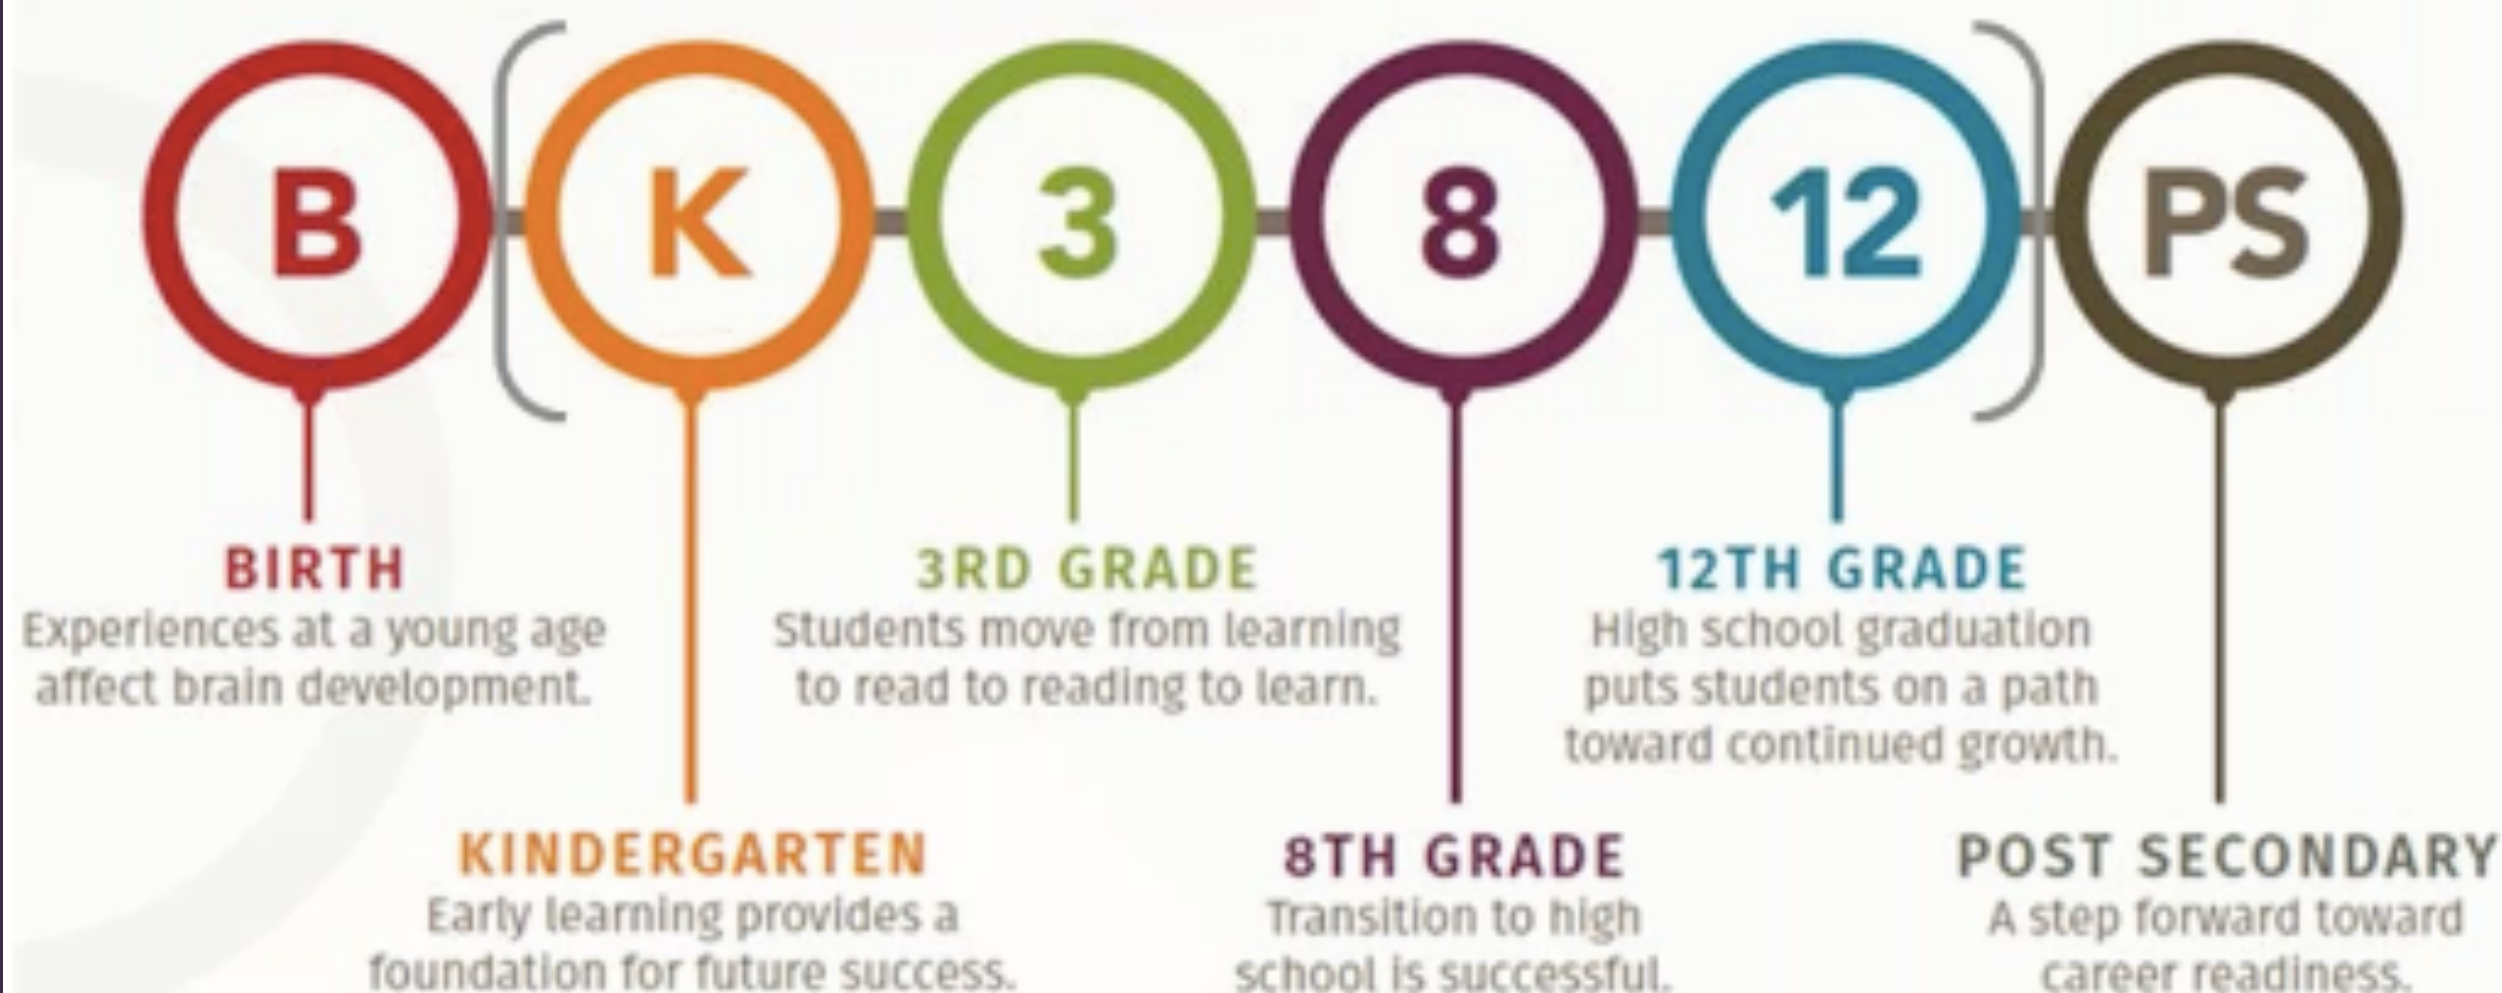 B
K
3
8
12
PS
BIRTH
Experiences at a young age
affect brain development.
KINDERGARTEN
Early learning provides a
foundation for future success.
3RD GRADE
Students move from learning
to read to reading to learn.
8TH GRADE
Transition to high
school is successful.
12TH GRADE
High school graduation
puts students on a path
toward continued growth.
POST SECONDARY
A step forward toward
career readiness.